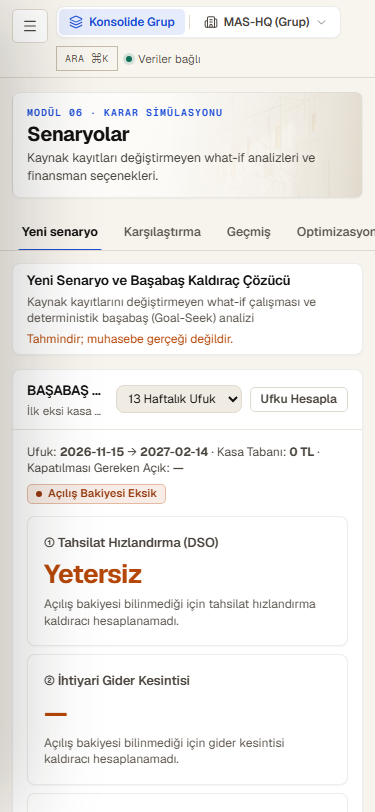 Konsolide Grup
MAS-HQ (Grup)
ARA ⌘K
Veriler bağlı
MODÜL 06 · KARAR SİMÜLASYONU
Senaryolar
Kaynak kayıtları değiştirmeyen what-if analizleri ve
finansman seçenekleri.
Yeni senaryo Karşılaştırma Geçmiş Optimizasyon
Yeni Senaryo ve Başabaş Kaldıraç Çözücü
Kaynak kayıtlarını değiştirmeyen what-if çalışması ve
deterministik başabaş (Goal-Seek) analizi
Tahmindir; muhasebe gerçeği değildir.
BAŞABAŞ ...
İlk eksi kasa ...
13 Haftalık Ufuk
Ufku Hesapla
Ufuk: 2026-11-15 → 2027-02-14 · Kasa Tabanı: 0 TL ·
Kapatılması Gereken Açık: —
Açılış Bakiyesi Eksik
① Tahsilat Hızlandırma (DSO)
Yetersiz
Açılış bakiyesi bilinmediği için tahsilat hızlandırma
kaldıracı hesaplanamadı.
② İhtiyari Gider Kesintisi
—
Açılış bakiyesi bilinmediği için gider kesintisi
kaldıracı hesaplanamadı.